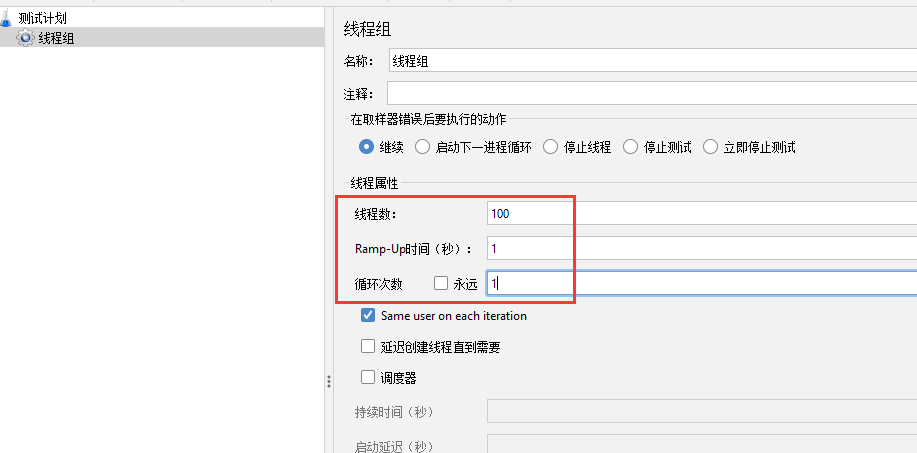 测试计划
线程组
线程组
名称： 线程组
注释：
在取样器错误后要执行的动作
继续 启动下一进程循环 停止线程 停止测试 立即停止测试
线程属性
线程数： 100
Ramp-Up时间（秒）： 1
循环次数 永远 1
Same user on each iteration
延迟创建线程直到需要
调度器
持续时间（秒）
启动延迟（秒）